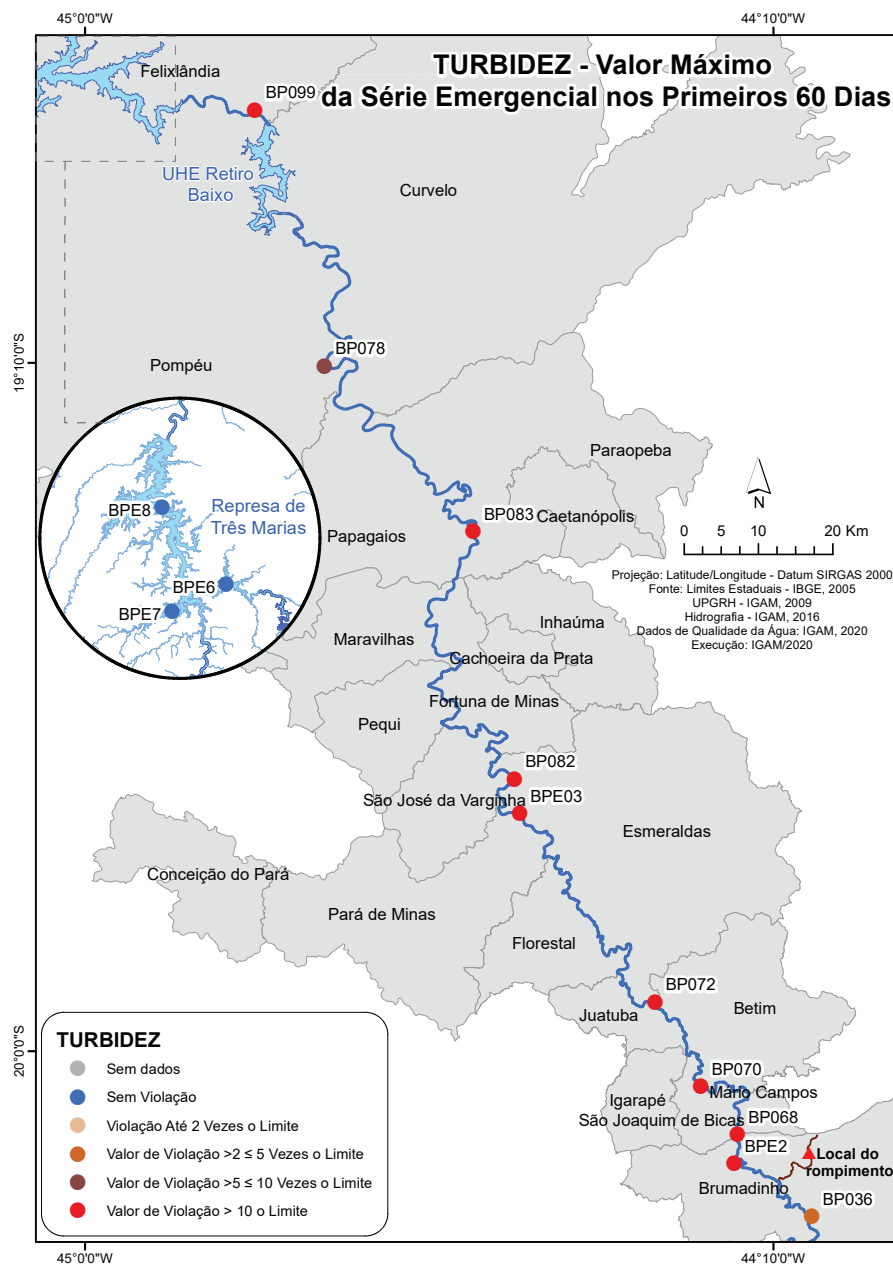 45°0'0"W
44°10'0"W
TURBIDEZ - Valor Máximo
da Série Emergencial nos Primeiros 60 Dias
Felixlândia
BP099
UHE Retiro
Baixo
Curvelo
19°10'0"S
BP078
Pompéu
Paraopeba
N
BPE8
Represa de
Três Marias
BP083
Caetanópolis
Papagaios
0 5 10 20 Km
BPE6
BPE7
Projeção: Latitude/Longitude - Datum SIRGAS 2000
Fonte: Limites Estaduais - IBGE, 2005
UPGRH - IGAM, 2009
Hidrografia - IGAM, 2016
Dados de Qualidade da Água: IGAM, 2020
Execução: IGAM/2020
Inhaúma
Maravilhas
Cachoeira da Prata
Fortuna de Minas
Pequi
BP082
São José da Varginha
BPE03
Esmeraldas
Conceição do Pará
Pará de Minas
Florestal
BP072
Betim
Juatuba
20°0'0"S
BP070
Mário Campos
Igarapé
São Joaquim de Bicas
BP068
BPE2
Local do
rompimento
Brumadinho
BP036
TURBIDEZ
Sem dados
Sem Violação
Violação Até 2 Vezes o Limite
Valor de Violação >2 ≤ 5 Vezes o Limite
Valor de Violação >5 ≤ 10 Vezes o Limite
Valor de Violação > 10 o Limite
45°0'0"W
44°10'0"W